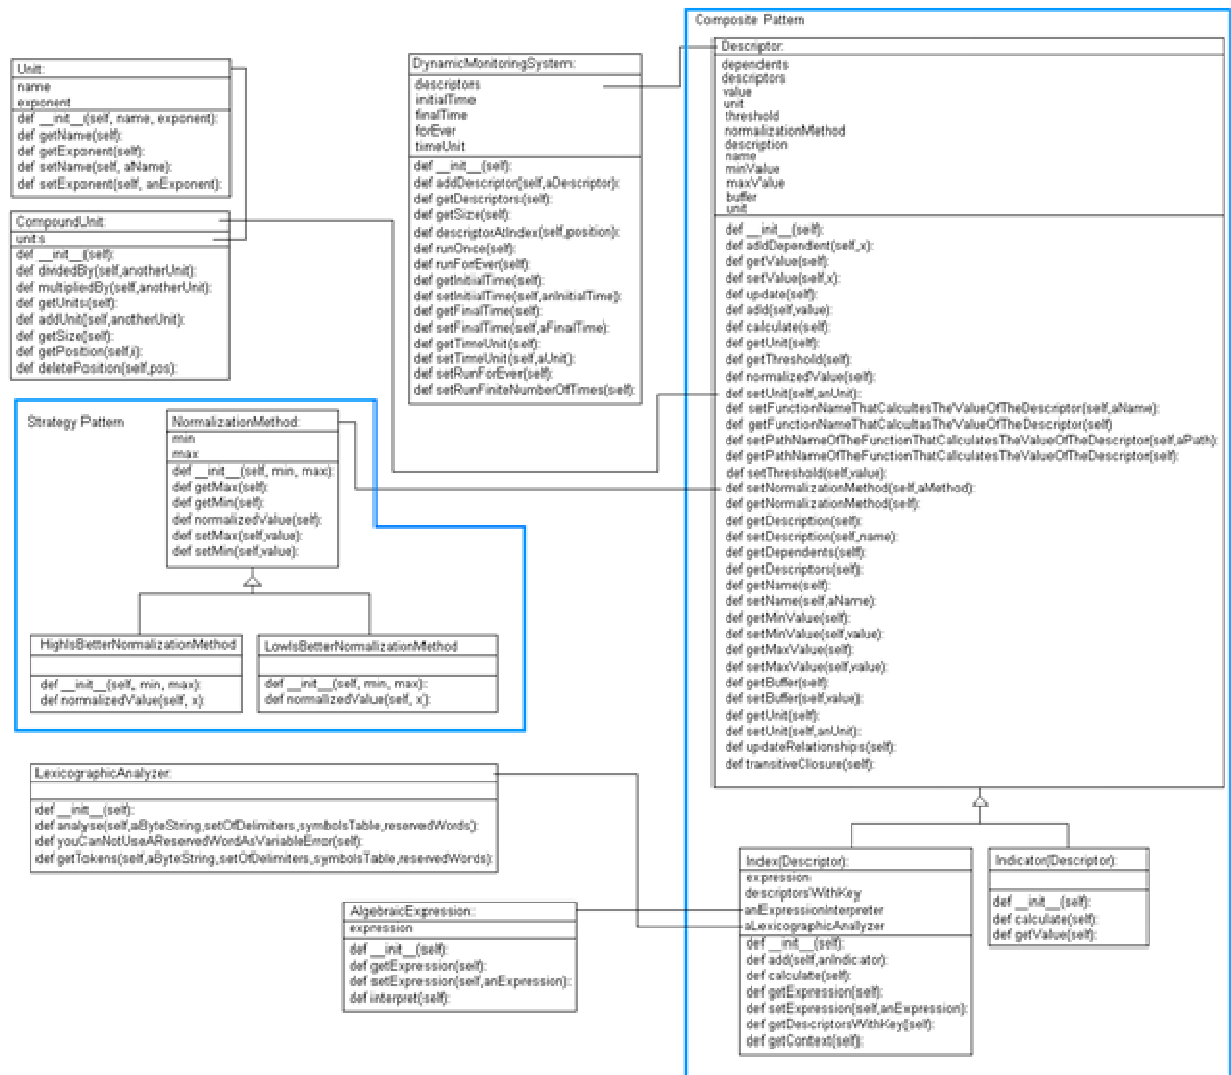 Composite Pattern
Unit:
name
exponent
def __init__(self, name, exponent):
def getName(self):
def getExponent(self):
def setName(self, aName):
def setExponent(self, anExponent):
CompoundUnit:
units
def __init__(self):
def dividedBy(self,anotherUnit):
def multipliedBy(self,anotherUnit):
def getUnits(self):
def addUnit(self,anotherUnit):
def getSize(self):
def getPosition(self,i):
def deletePosition(self,pos):
DynamicMonitoringSystem:
descriptors
initialTime
finalTime
forEver
timeUnit
def __init__(self):
def addDescriptor(self,aDescriptor):
def getDescriptors(self):
def getSize(self):
def descriptorAtIndex(self,position):
def runOnce(self):
def runForEver(self):
def getInitialTime(self):
def setInitialTime(self,anInitialTime):
def getFinalTime(self):
def setFinalTime(self,aFinalTime):
def getTimeUnit(self):
def setTimeUnit(self,aUnit):
def setRunForEver(self):
def setRunFiniteNumberOfTimes(self):
Descriptor:
dependents
descriptors
value
unit
threshold
normailizationMethod
description
name
minValue
maxValue
buffer
unit
def __init__(self):
def addDependent(self,x):
def getValue(self):
def setValue(self,x):
def update(self):
def add(self,value):
def calculate(self):
def getUnit(self):
def getThreshold(self):
def normalizedValue(self):
def setUnit(self,anUnit):
def setFunctionNameThatCalcultesTheValueOfTheDescriptor(self,aName):
def getFunctionNameThatCalcultasTheValueOfTheDescriptor(self)
def setPathNameOfTheFunctionThatCalculatesTheValueOfTheDescriptor(self,aPath):
def getPathNameOfTheFunctionThatCalculatesTheValueOfTheDescriptor(self):
def setThreshold(self,value):
def setNormalizationMethod(self,aMethod):
def getNormalizationMethod(self):
def getDescription(self):
def setDescription(self,name):
def getDependents(self):
def getDescriptors(self):
def getName(self):
def setName(self,aName):
def getMinValue(self):
def setMinValue(self,value):
def getMaxValue(self):
def setMaxValue(self,value):
def getBuffer(self):
def setBuffer(self,value):
def getUnit(self):
def setUnit(self,anUnit):
def updateRelationships(self):
def transitiveClosure(self):
Strategy Pattern
NormalizationMethod:
min
max
def __init__(self, min, max):
def getMax(self):
def getMin(self):
def normalizedValue(self):
def setMax(self,value):
def setMin(self,value):
HighIsBetterNormalizationMethod
def __init__(self, min, max):
def normalizedValue(self, x):
LowIsBetterNormalizationMethod
def __init__(self, min, max):
def normalizedValue(self, x):
LexicographicAnalyzer:
def __init__(self):
def analyse(self,aByteString,setOfDelimiters,symbolsTable,reservedWords):
def youCanNotUseAReservedWordAsVariableError(self):
def getTokens(self,aByteString,setOfDelimiters,symbolsTable,reservedWords):
AlgebraicExpression:
expression
def __init__(self):
def getExpression(self):
def setExpression(self,anExpression):
def interpret(self):
Index(Descriptor):
expression
descriptorsWithKey
anExpressionInterpreter
aLexicographicAnalyzer
def __init__(self):
def add(self,anIndicator):
def calculate(self):
def getExpression(self):
def setExpression(self,anExpression):
def getDescriptorsWithKey(self):
def getContext(self):
Indicator(Descriptor):
def __init__(self):
def calculate(self):
def getValue(self):